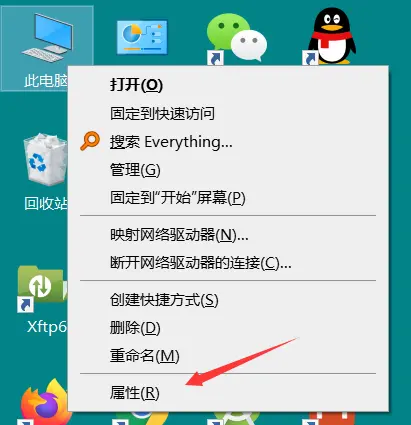 此电脑
打开(O)
固定到快速访问
搜索 Everything...
管理(G)
固定到"开始"屏幕(P)
回收站
映射网络驱动器(N)...
断开网络驱动器的连接(C)...
创建快捷方式(S)
Xftp6
删除(D)
重命名(M)
属性(R)